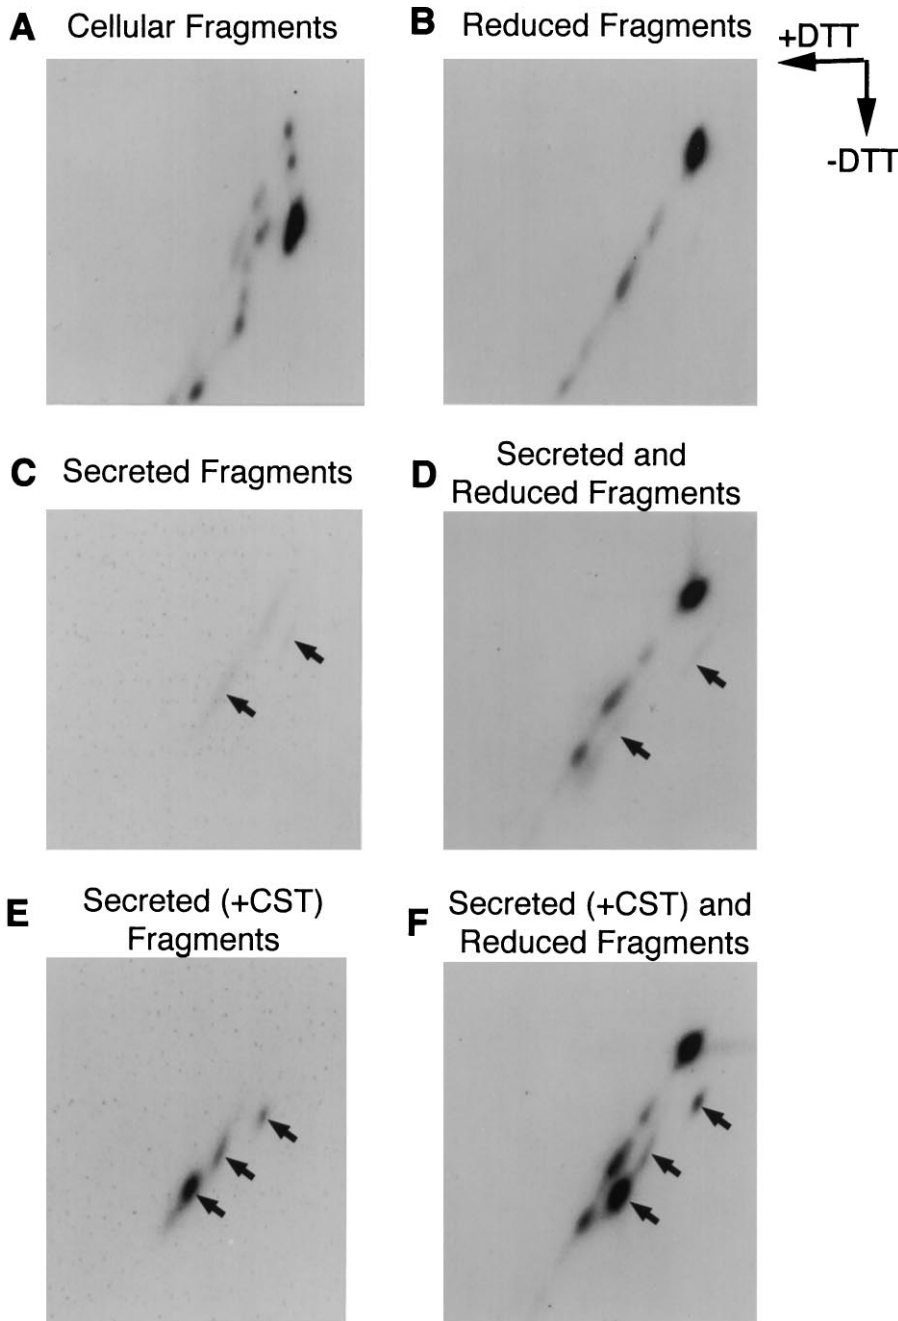 A Cellular Fragments
B Reduced Fragments
+DTT
-DTT
C Secreted Fragments
D Secreted and
Reduced Fragments
E Secreted (+CST)
Fragments
F Secreted (+CST) and
Reduced Fragments